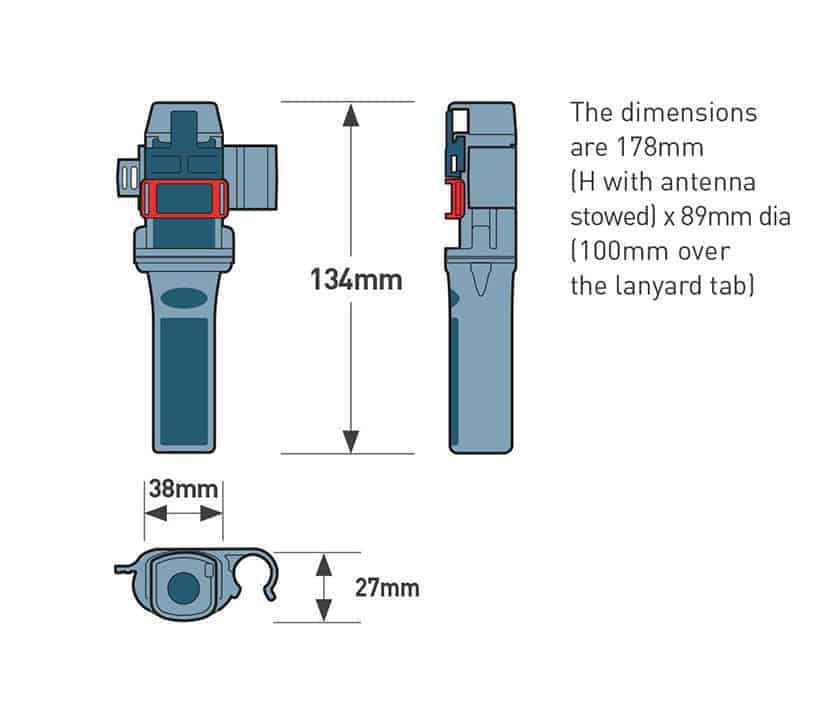 The dimensions
are 178mm
(H with antenna
stowed) x 89mm dia
(100mm over
the lanyard tab)
134mm
38mm
27mm